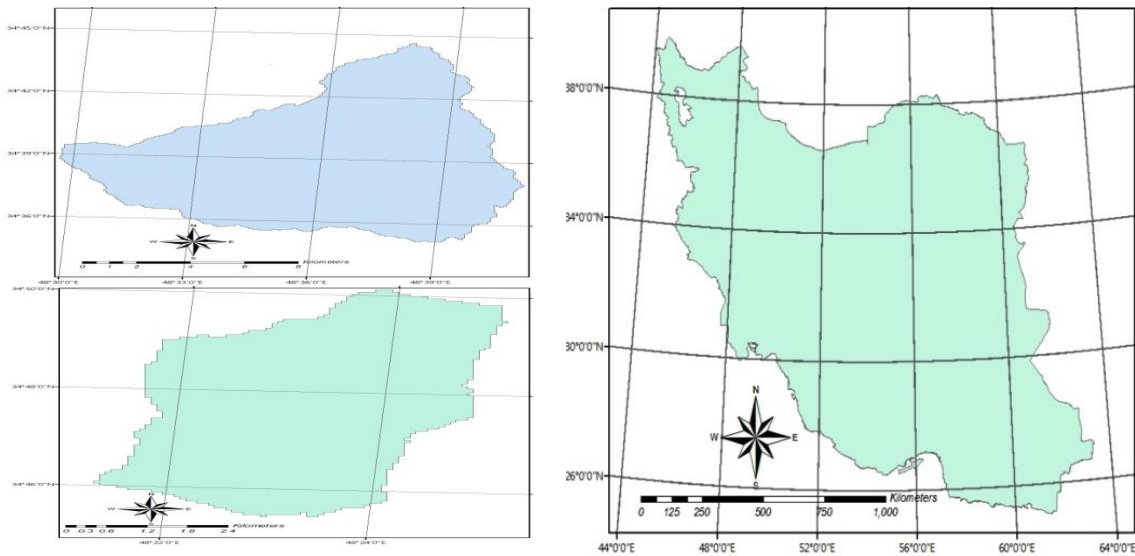 34°45'0"N
34°42'0"N
34°39'0"N
34°36'0"N
N
W E
S
0 1 2 4 6 8 Kilometers
48°30'0"E 48°33'0"E 48°36'0"E 48°39'0"E
34°50'0"N
34°48'0"N
34°46'0"N
N
W E
0 0.3 0.6 1.2 1.8 2.4 Kilometers
48°22'0"E 48°24'0"E
38°0'0"N
34°0'0"N
30°0'0"N
26°0'0"N
N
W E
S
Kilometers
0 125 250 500 750 1,000
44°0'0"E 48°0'0"E 52°0'0"E 56°0'0"E 60°0'0"E 64°0'0"E